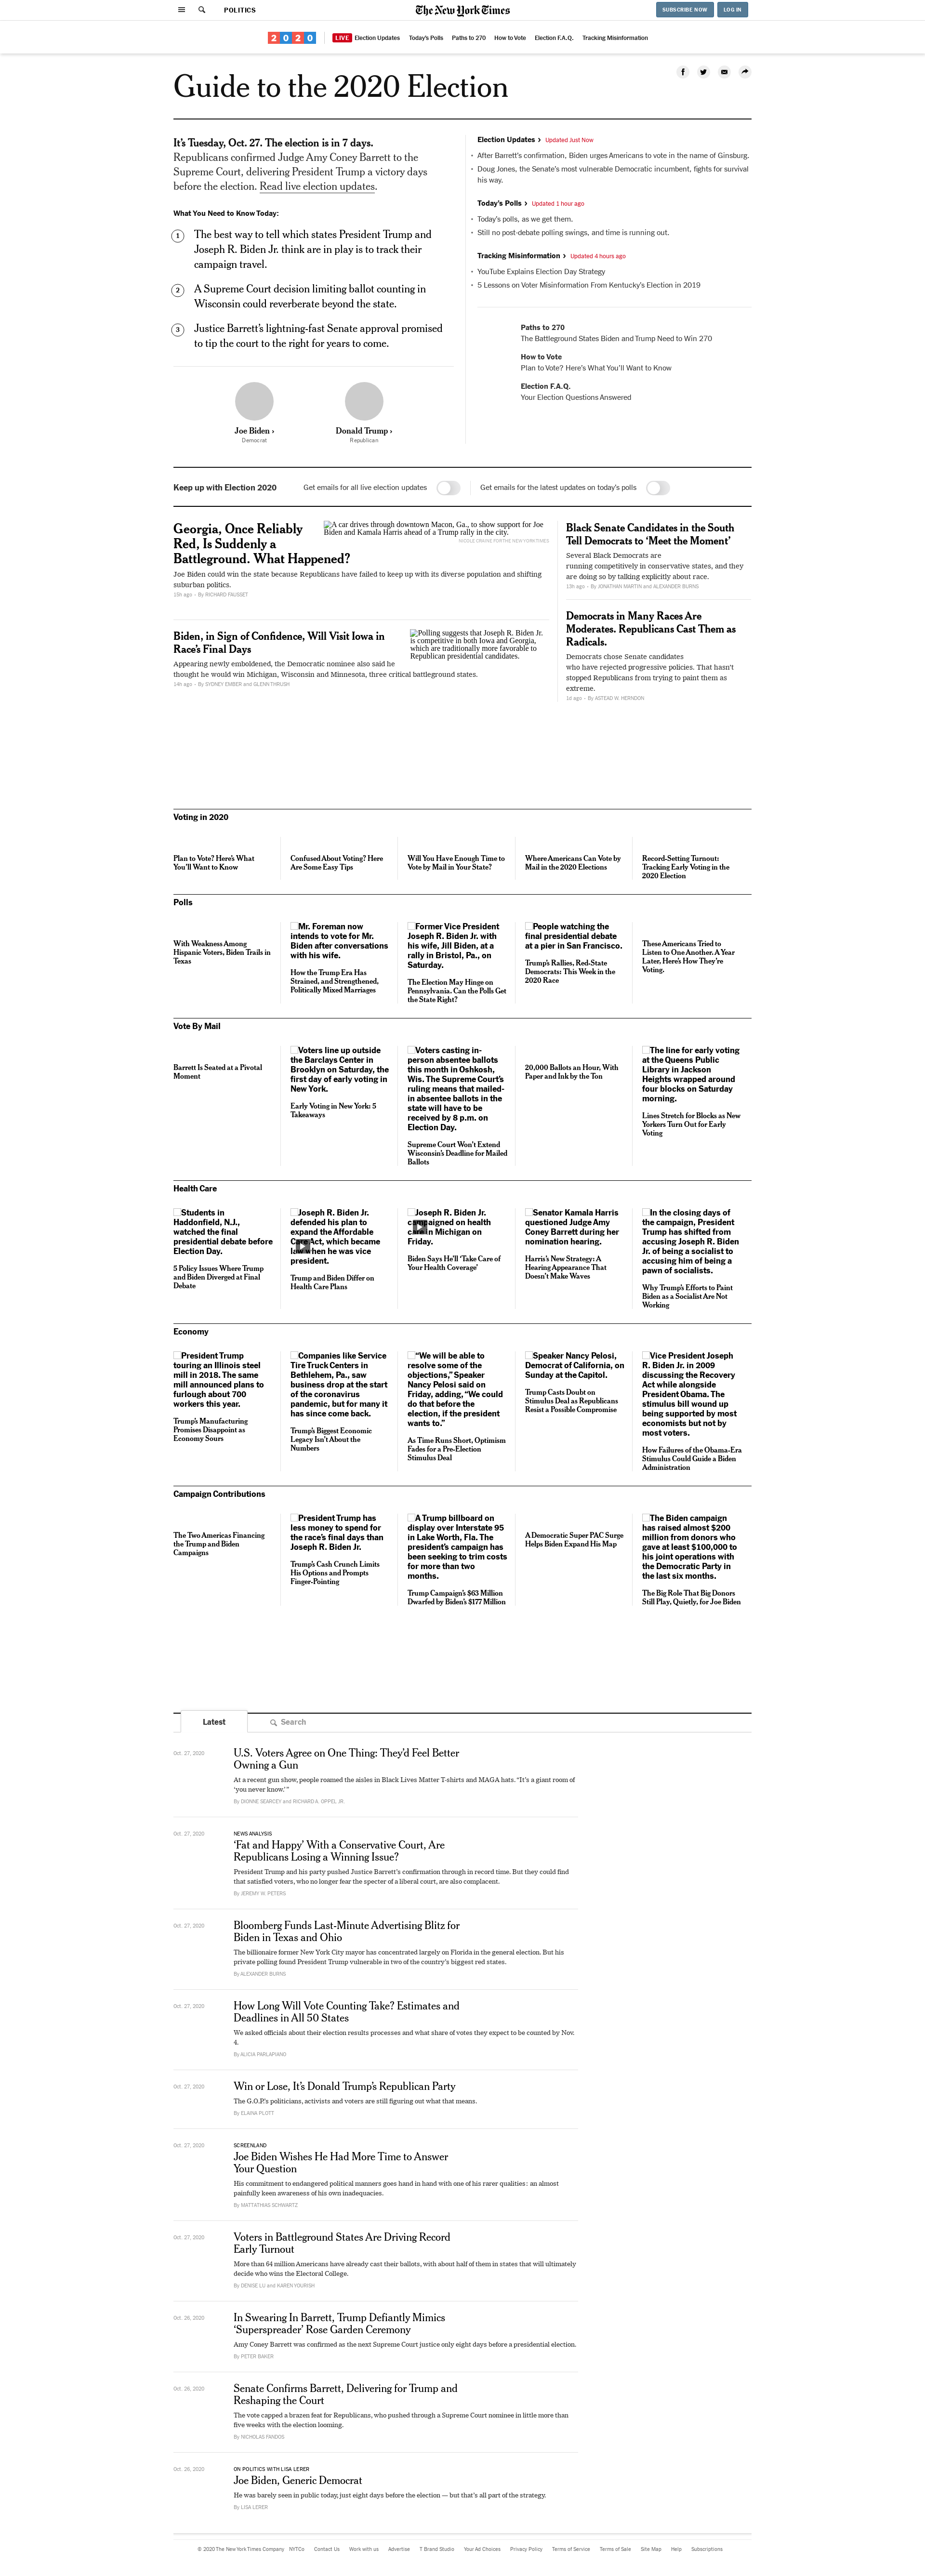 POLITICS
The New York Times
SUBSCRIBE NOW
LOG IN
2020
LIVE Election Updates
Today's Polls
Paths to 270
How to Vote
Election F.A.Q.
Tracking Misinformation
Guide to the 2020 Election
It's Tuesday, Oct. 27. The election is in 7 days.
Republicans confirmed Judge Amy Coney Barrett to the
Supreme Court, delivering President Trump a victory days
before the election. Read live election updates.
What You Need to Know Today:
1
The best way to tell which states President Trump and
Joseph R. Biden Jr. think are in play is to track their
campaign travel.
2
A Supreme Court decision limiting ballot counting in
Wisconsin could reverberate beyond the state.
3
Justice Barrett's lightning-fast Senate approval promised
to tip the court to the right for years to come.
Joe Biden ›
Democrat
Donald Trump ›
Republican
Election Updates › Updated Just Now
• After Barrett's confirmation, Biden urges Americans to vote in the name of Ginsburg.
• Doug Jones, the Senate's most vulnerable Democratic incumbent, fights for survival
his way.
Today's Polls › Updated 1 hour ago
• Today's polls, as we get them.
• Still no post-debate polling swings, and time is running out.
Tracking Misinformation › Updated 4 hours ago
• YouTube Explains Election Day Strategy
• 5 Lessons on Voter Misinformation From Kentucky's Election in 2019
Paths to 270
The Battleground States Biden and Trump Need to Win 270
How to Vote
Plan to Vote? Here's What You'll Want to Know
Election F.A.Q.
Your Election Questions Answered
Keep up with Election 2020
Get emails for all live election updates
Get emails for the latest updates on today's polls
Georgia, Once Reliably
Red, Is Suddenly a
Battleground. What Happened?
A car drives through downtown Macon, Ga., to show support for Joe
Biden and Kamala Harris ahead of a Trump rally in the city.
NICOLE CRAINE FOR THE NEW YORK TIMES
Joe Biden could win the state because Republicans have failed to keep up with its diverse population and shifting
suburban politics.
15h ago · By RICHARD FAUSSET
Biden, in Sign of Confidence, Will Visit Iowa in
Race's Final Days
Polling suggests that Joseph R. Biden Jr.
is competitive in both Iowa and Georgia,
which are traditionally more favorable to
Republican presidential candidates.
Appearing newly emboldened, the Democratic nominee also said he
thought he would win Michigan, Wisconsin and Minnesota, three critical battleground states.
14h ago · By SYDNEY EMBER and GLENN THRUSH
Black Senate Candidates in the South
Tell Democrats to 'Meet the Moment'
Several Black Democrats are
running competitively in conservative states, and they
are doing so by talking explicitly about race.
13h ago · By JONATHAN MARTIN and ALEXANDER BURNS
Democrats in Many Races Are
Moderates. Republicans Cast Them as
Radicals.
Democrats chose Senate candidates
who have rejected progressive policies. That hasn't
stopped Republicans from trying to paint them as
extreme.
1d ago · By ASTEAD W. HERNDON
Voting in 2020
Plan to Vote? Here's What
You'll Want to Know
Confused About Voting? Here
Are Some Easy Tips
Will You Have Enough Time to
Vote by Mail in Your State?
Where Americans Can Vote by
Mail in the 2020 Elections
Record-Setting Turnout:
Tracking Early Voting in the
2020 Election
Polls
With Weakness Among
Hispanic Voters, Biden Trails in
Texas
Mr. Foreman now
intends to vote for Mr.
Biden after conversations
with his wife.
How the Trump Era Has
Strained, and Strengthened,
Politically Mixed Marriages
Former Vice President
Joseph R. Biden Jr. with
his wife, Jill Biden, at a
rally in Bristol, Pa., on
Saturday.
The Election May Hinge on
Pennsylvania. Can the Polls Get
the State Right?
People watching the
final presidential debate
at a pier in San Francisco.
Trump's Rallies, Red-State
Democrats: This Week in the
2020 Race
These Americans Tried to
Listen to One Another. A Year
Later, Here's How They're
Voting.
Vote By Mail
Barrett Is Seated at a Pivotal
Moment
Voters line up outside
the Barclays Center in
Brooklyn on Saturday, the
first day of early voting in
New York.
Early Voting in New York: 5
Takeaways
Voters casting in-
person absentee ballots
this month in Oshkosh,
Wis. The Supreme Court's
ruling means that mailed-
in absentee ballots in the
state will have to be
received by 8 p.m. on
Election Day.
Supreme Court Won't Extend
Wisconsin's Deadline for Mailed
Ballots
20,000 Ballots an Hour, With
Paper and Ink by the Ton
The line for early voting
at the Queens Public
Library in Jackson
Heights wrapped around
four blocks on Saturday
morning.
Lines Stretch for Blocks as New
Yorkers Turn Out for Early
Voting
Health Care
Students in
Haddonfield, N.J.,
watched the final
presidential debate before
Election Day.
5 Policy Issues Where Trump
and Biden Diverged at Final
Debate
Joseph R. Biden Jr.
defended his plan to
expand the Affordable
Care Act, which became
law when he was vice
president.
Trump and Biden Differ on
Health Care Plans
Joseph R. Biden Jr.
campaigned on health
care in Michigan on
Friday.
Biden Says He'll 'Take Care of
Your Health Coverage'
Senator Kamala Harris
questioned Judge Amy
Coney Barrett during her
nomination hearing.
Harris's New Strategy: A
Hearing Appearance That
Doesn't Make Waves
In the closing days of
the campaign, President
Trump has shifted from
accusing Joseph R. Biden
Jr. of being a socialist to
accusing him of being a
pawn of socialists.
Why Trump's Efforts to Paint
Biden as a Socialist Are Not
Working
Economy
President Trump
touring an Illinois steel
mill in 2018. The same
mill announced plans to
furlough about 700
workers this year.
Trump's Manufacturing
Promises Disappoint as
Economy Sours
Companies like Service
Tire Truck Centers in
Bethlehem, Pa., saw
business drop at the start
of the coronavirus
pandemic, but for many it
has since come back.
Trump's Biggest Economic
Legacy Isn't About the
Numbers
"We will be able to
resolve some of the
objections," Speaker
Nancy Pelosi said on
Friday, adding, "We could
do that before the
election, if the president
wants to."
As Time Runs Short, Optimism
Fades for a Pre-Election
Stimulus Deal
Speaker Nancy Pelosi,
Democrat of California, on
Sunday at the Capitol.
Trump Casts Doubt on
Stimulus Deal as Republicans
Resist a Possible Compromise
Vice President Joseph
R. Biden Jr. in 2009
discussing the Recovery
Act while alongside
President Obama. The
stimulus bill wound up
being supported by most
economists but not by
most voters.
How Failures of the Obama-Era
Stimulus Could Guide a Biden
Administration
Campaign Contributions
The Two Americas Financing
the Trump and Biden
Campaigns
President Trump has
less money to spend for
the race's final days than
Joseph R. Biden Jr.
Trump's Cash Crunch Limits
His Options and Prompts
Finger-Pointing
A Trump billboard on
display over Interstate 95
in Lake Worth, Fla. The
president's campaign has
been seeking to trim costs
for more than two
months.
Trump Campaign's $63 Million
Dwarfed by Biden's $177 Million
A Democratic Super PAC Surge
Helps Biden Expand His Map
The Biden campaign
has raised almost $200
million from donors who
gave at least $100,000 to
his joint operations with
the Democratic Party in
the last six months.
The Big Role That Big Donors
Still Play, Quietly, for Joe Biden
Latest
Search
Oct. 27, 2020
U.S. Voters Agree on One Thing: They'd Feel Better
Owning a Gun
At a recent gun show, people roamed the aisles in Black Lives Matter T-shirts and MAGA hats. "It's a giant room of
'you never know.'"
By DIONNE SEARCEY and RICHARD A. OPPEL JR.
Oct. 27, 2020
NEWS ANALYSIS
'Fat and Happy' With a Conservative Court, Are
Republicans Losing a Winning Issue?
President Trump and his party pushed Justice Barrett's confirmation through in record time. But they could find
that satisfied voters, who no longer fear the specter of a liberal court, are also complacent.
By JEREMY W. PETERS
Oct. 27, 2020
Bloomberg Funds Last-Minute Advertising Blitz for
Biden in Texas and Ohio
The billionaire former New York City mayor has concentrated largely on Florida in the general election. But his
private polling found President Trump vulnerable in two of the country's biggest red states.
By ALEXANDER BURNS
Oct. 27, 2020
How Long Will Vote Counting Take? Estimates and
Deadlines in All 50 States
We asked officials about their election results processes and what share of votes they expect to be counted by Nov.
4.
By ALICIA PARLAPIANO
Oct. 27, 2020
Win or Lose, It's Donald Trump's Republican Party
The G.O.P.'s politicians, activists and voters are still figuring out what that means.
By ELAINA PLOTT
Oct. 27, 2020
SCREENLAND
Joe Biden Wishes He Had More Time to Answer
Your Question
His commitment to endangered political manners goes hand in hand with one of his rarer qualities: an almost
painfully keen awareness of his own inadequacies.
By MATTATHIAS SCHWARTZ
Oct. 27, 2020
Voters in Battleground States Are Driving Record
Early Turnout
More than 64 million Americans have already cast their ballots, with about half of them in states that will ultimately
decide who wins the Electoral College.
By DENISE LU and KAREN YOURISH
Oct. 26, 2020
In Swearing In Barrett, Trump Defiantly Mimics
'Superspreader' Rose Garden Ceremony
Amy Coney Barrett was confirmed as the next Supreme Court justice only eight days before a presidential election.
By PETER BAKER
Oct. 26, 2020
Senate Confirms Barrett, Delivering for Trump and
Reshaping the Court
The vote capped a brazen feat for Republicans, who pushed through a Supreme Court nominee in little more than
five weeks with the election looming.
By NICHOLAS FANDOS
Oct. 26, 2020
ON POLITICS WITH LISA LERER
Joe Biden, Generic Democrat
He was barely seen in public today, just eight days before the election — but that's all part of the strategy.
By LISA LERER
© 2020 The New York Times Company
NYTCo
Contact Us
Work with us
Advertise
T Brand Studio
Your Ad Choices
Privacy Policy
Terms of Service
Terms of Sale
Site Map
Help
Subscriptions